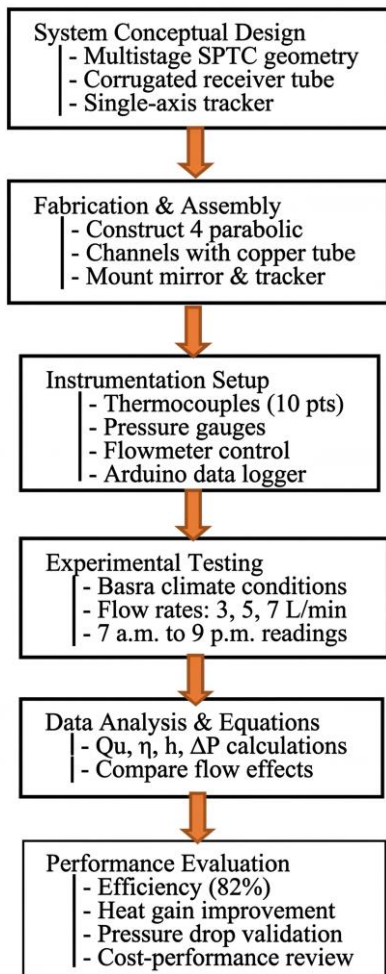 System Conceptual Design
- Multistage SPTC geometry
- Corrugated receiver tube
- Single-axis tracker
Fabrication & Assembly
- Construct 4 parabolic
- Channels with copper tube
- Mount mirror & tracker
Instrumentation Setup
- Thermocouples (10 pts)
- Pressure gauges
- Flowmeter control
- Arduino data logger
Experimental Testing
- Basra climate conditions
- Flow rates: 3, 5, 7 L/min
- 7 a.m. to 9 p.m. readings
Data Analysis & Equations
- Qu, η, h, ΔP calculations
- Compare flow effects
Performance Evaluation
- Efficiency (82%)
- Heat gain improvement
- Pressure drop validation
- Cost-performance review